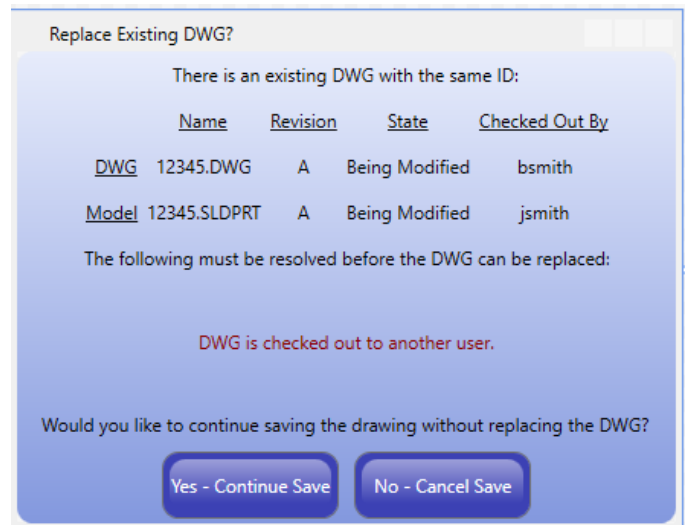 Replace Existing DWG?
There is an existing DWG with the same ID:
Name Revision State Checked Out By
DWG 12345.DWG A Being Modified bsmith
Model 12345.SLDPRT A Being Modified jsmith
The following must be resolved before the DWG can be replaced:
DWG is checked out to another user.
Would you like to continue saving the drawing without replacing the DWG?
Yes - Continue Save No - Cancel Save